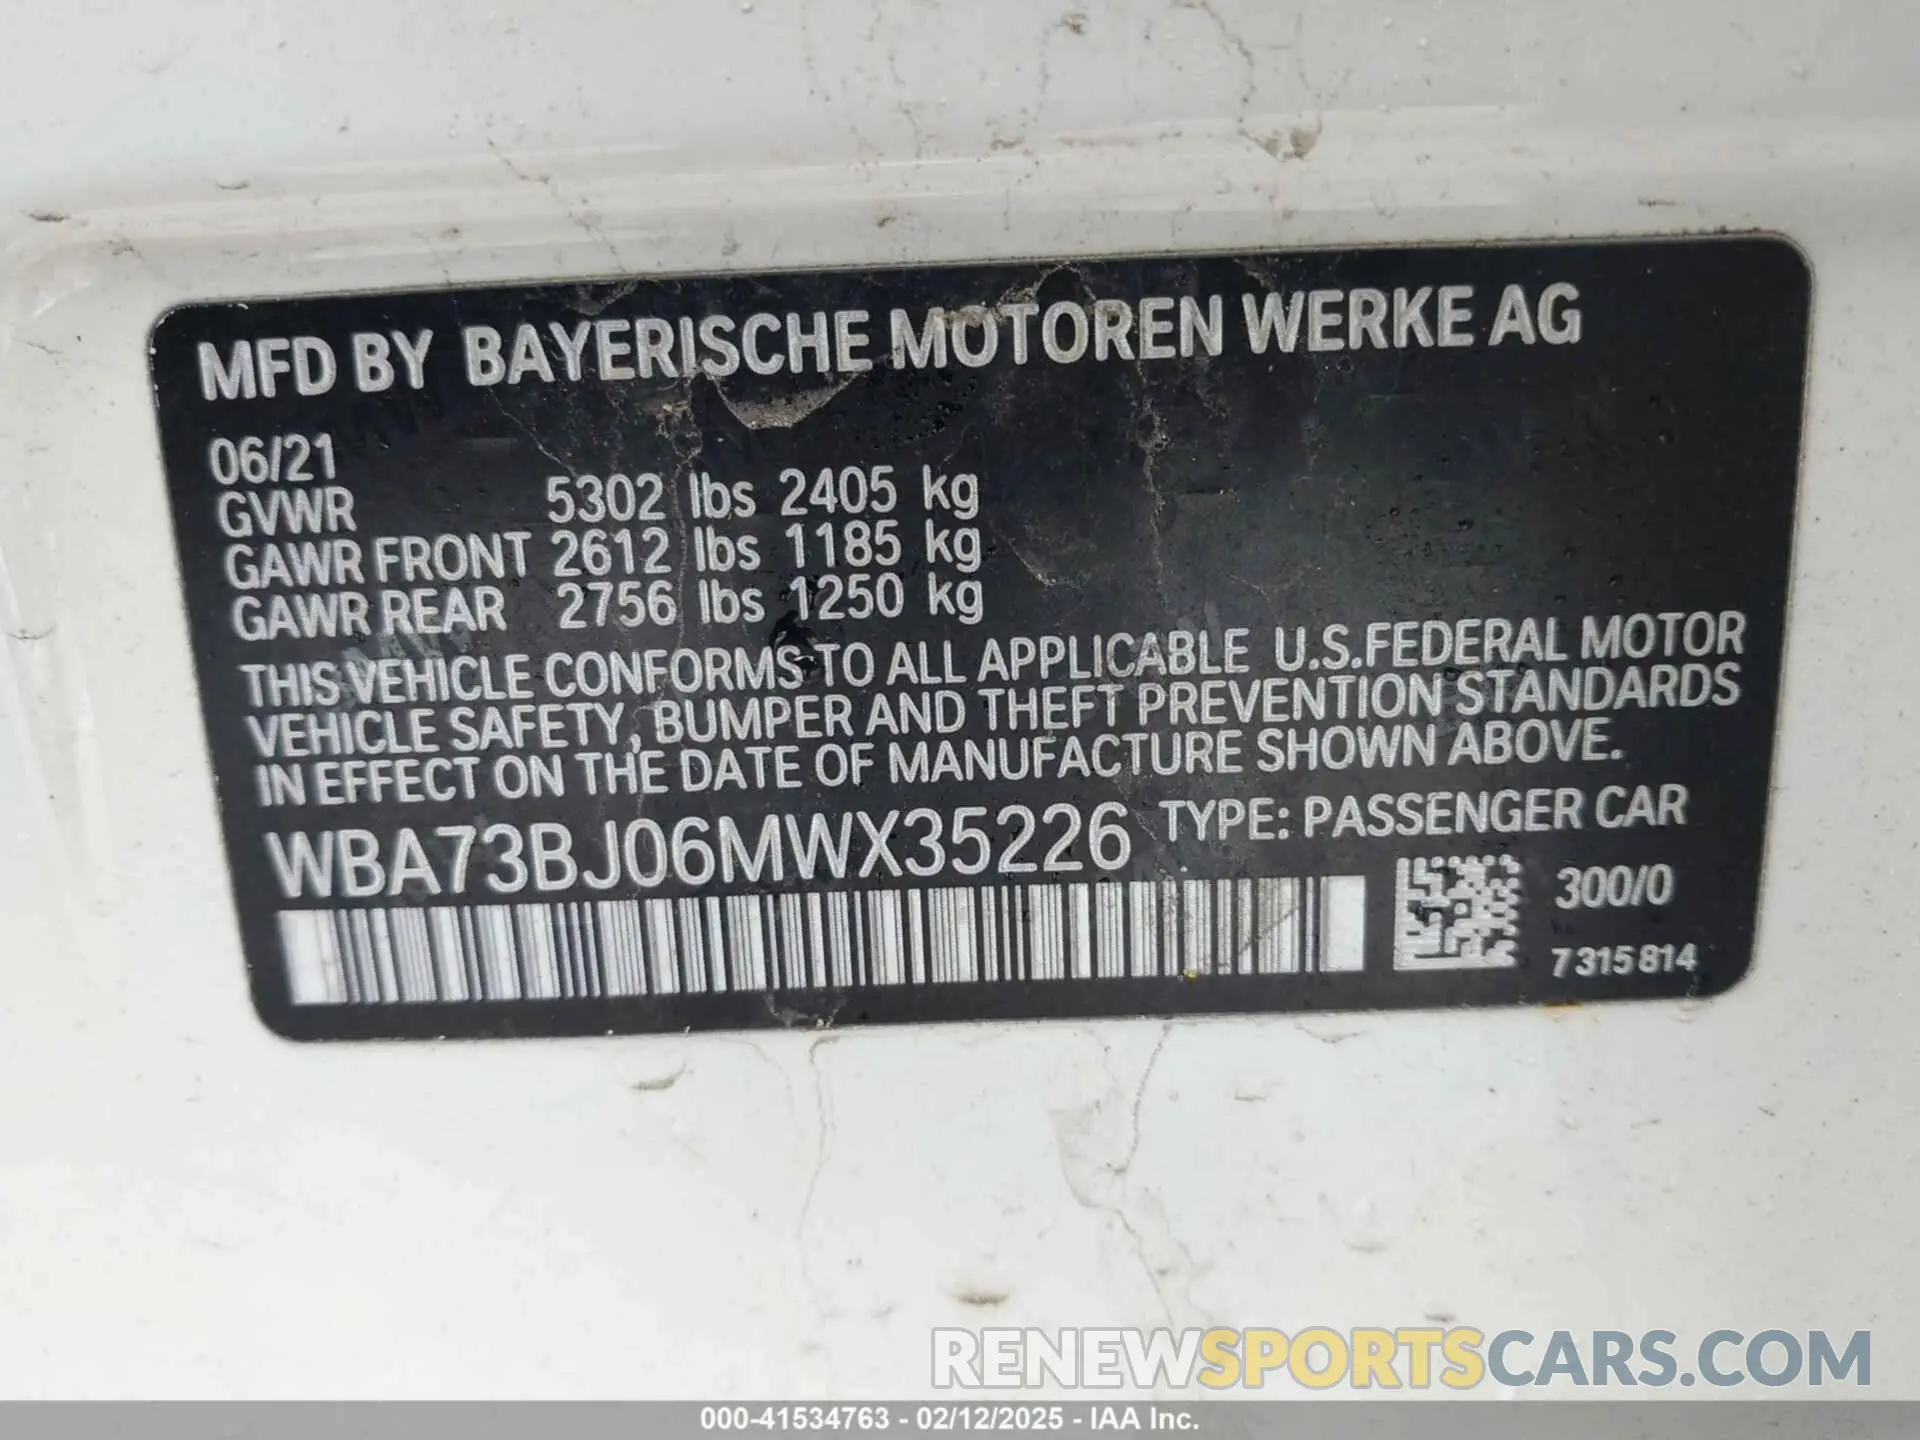 MFD BY BAYERISCHE MOTOREN WERKE AG
06/21
GVWR 5302 lbs 2405 kg
GAWR FRONT 2612 lbs 1185 kg
GAWR REAR 2756 lbs 1250 kg
THIS VEHICLE CONFORMS TO ALL APPLICABLE U.S.FEDERAL MOTOR
VEHICLE SAFETY, BUMPER AND THEFT PREVENTION STANDARDS
IN EFFECT ON THE DATE OF MANUFACTURE SHOWN ABOVE.
WBA73BJ06MWX35226 TYPE: PASSENGER CAR
300/0
7315814
RENEWSPORTSCARS.COM
000-41534763 - 02/12/2025 - IAA Inc.